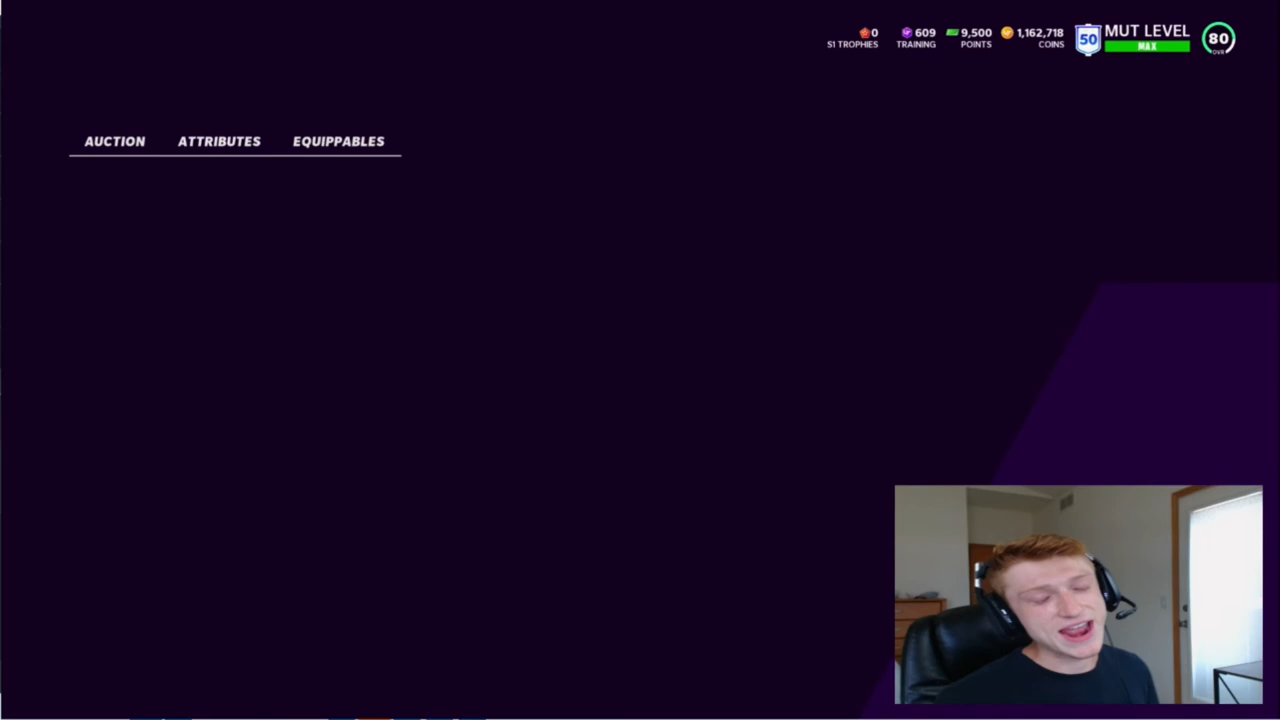 0 609 9,500 1,162,718 50 MUT LEVEL 80
S1 TROPHIES TRAINING POINTS COINS MAX OVR
AUCTION ATTRIBUTES EQUIPPABLES